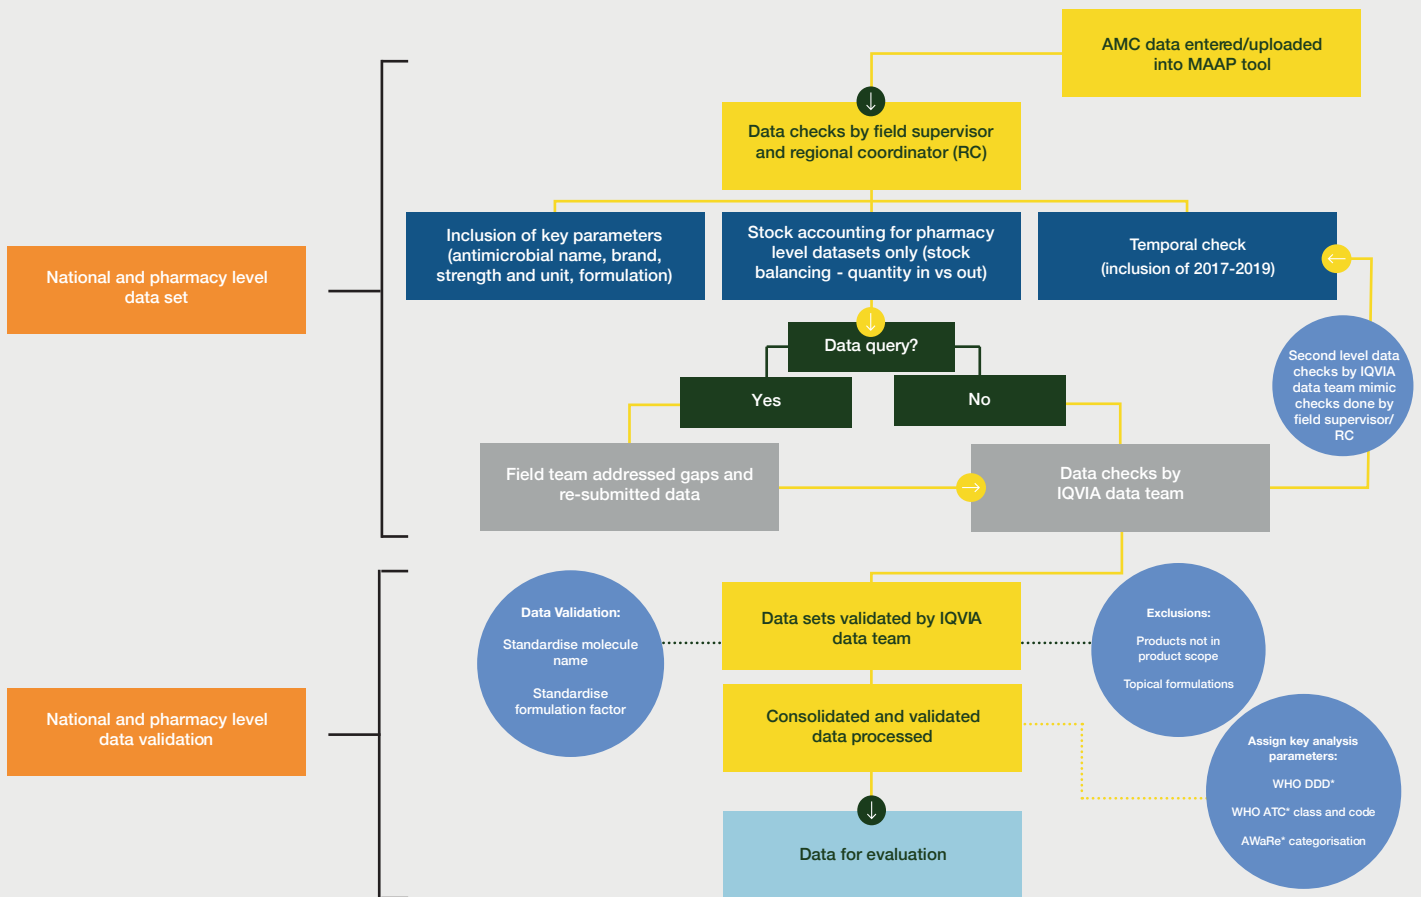 AMC data entered/uploaded
into MAAP tool
Data checks by field supervisor
and regional coordinator (RC)
National and pharmacy level
data set
Inclusion of key parameters
(antimicrobial name, brand,
strength and unit, formulation)
Stock accounting for pharmacy
level datasets only (stock
balancing - quantity in vs out)
Temporal check
(inclusion of 2017-2019)
Data query?
Yes
No
Second level data
checks by IQVIA
data team mimic
checks done by
field supervisor/
RC
Field team addressed gaps and
re-submitted data
Data checks by
IQVIA data team
National and pharmacy level
data validation
Data Validation:
Standardise molecule
name
Standardise
formulation factor
Data sets validated by IQVIA
data team
Exclusions:
Products not in
product scope
Topical formulations
Consolidated and validated
data processed
Assign key analysis
parameters:
WHO DDD*
WHO ATC* class and code
AWaRe* categorisation
Data for evaluation